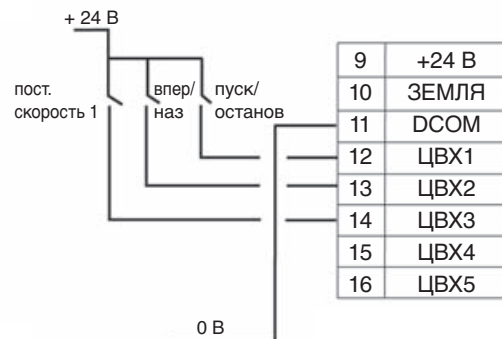 + 24 В
пост.
скорость 1
впер/
наз
пуск/
останов
9 +24 В
10 ЗЕМЛЯ
11 DCOM
12 ЦВХ1
13 ЦВХ2
14 ЦВХ3
15 ЦВХ4
16 ЦВХ5
0 В